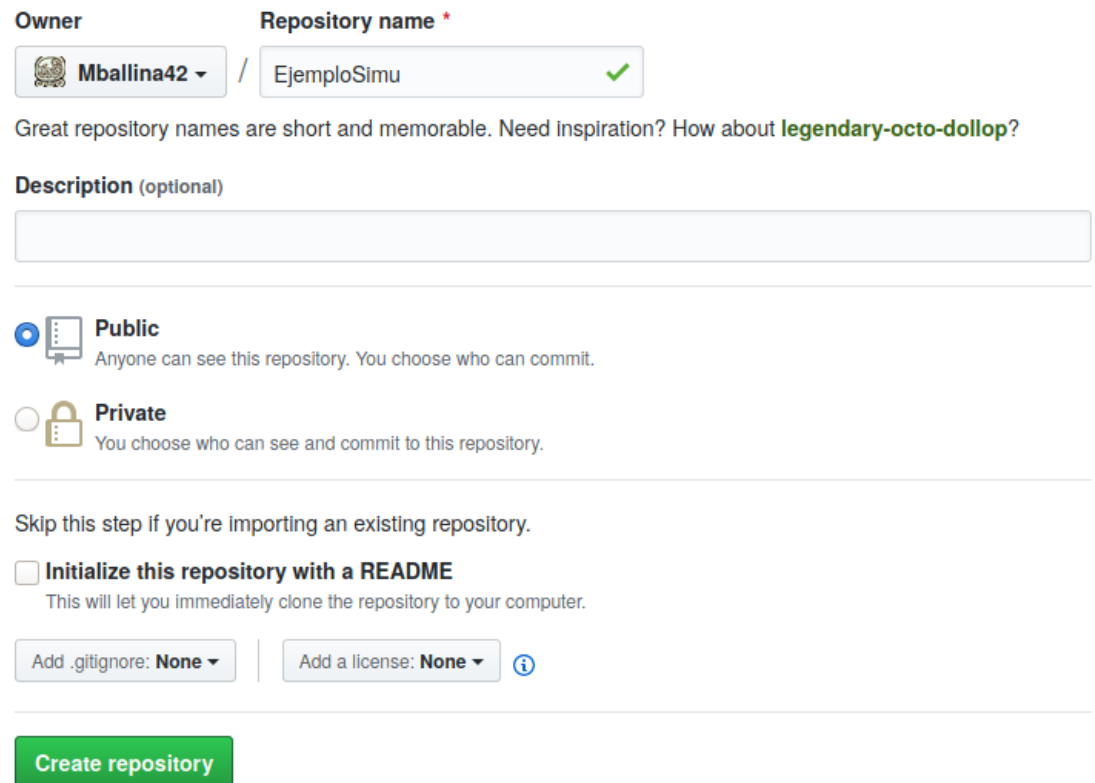 Owner Repository name *
Mballina42 / EjemploSimu
Great repository names are short and memorable. Need inspiration? How about legendary-octo-dollop?
Description (optional)
Public
Anyone can see this repository. You choose who can commit.
Private
You choose who can see and commit to this repository.
Skip this step if you're importing an existing repository.
Initialize this repository with a README
This will let you immediately clone the repository to your computer.
Add .gitignore: None Add a license: None
Create repository